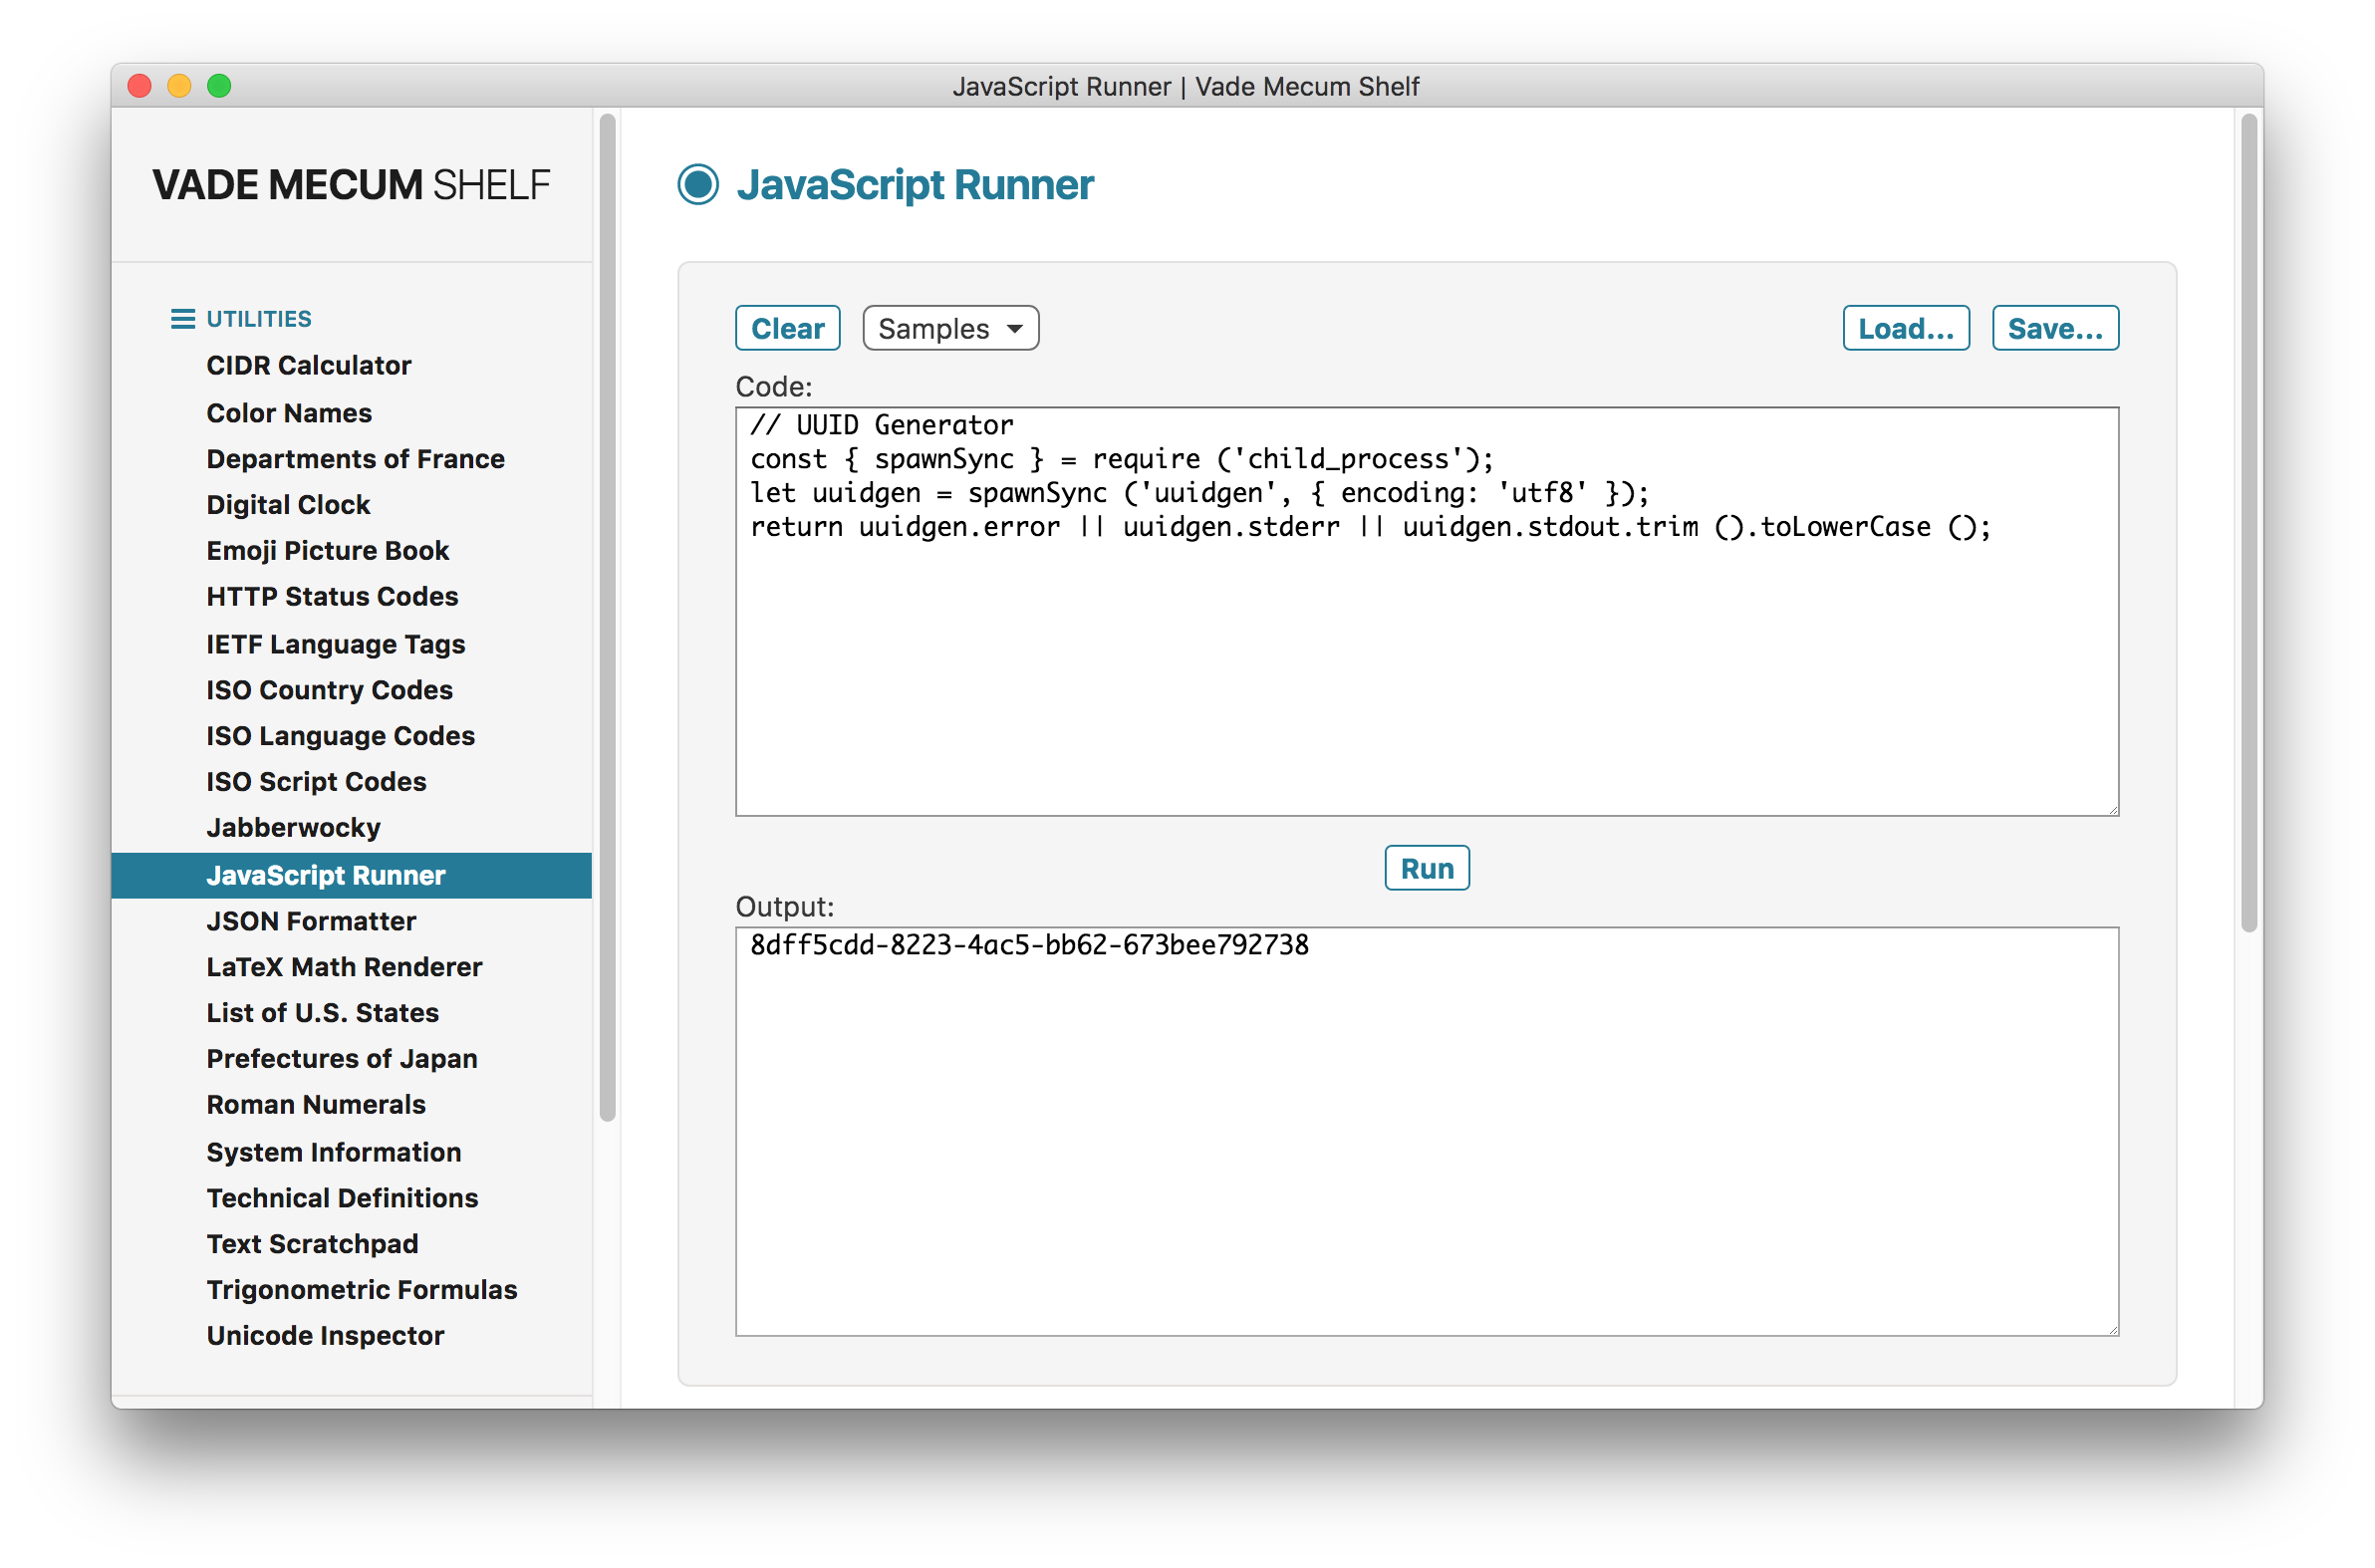 JavaScript Runner | Vade Mecum Shelf
VADE MECUM SHELF
UTILITIES
CIDR Calculator
Color Names
Departments of France
Digital Clock
Emoji Picture Book
HTTP Status Codes
IETF Language Tags
ISO Country Codes
ISO Language Codes
ISO Script Codes
Jabberwocky
JavaScript Runner
JSON Formatter
LaTeX Math Renderer
List of U.S. States
Prefectures of Japan
Roman Numerals
System Information
Technical Definitions
Text Scratchpad
Trigonometric Formulas
Unicode Inspector
JavaScript Runner
Clear Samples Load... Save...
Code:
// UUID Generator
const { spawnSync } = require ('child_process');
let uuidgen = spawnSync ('uuidgen', { encoding: 'utf8' });
return uuidgen.error || uuidgen.stderr || uuidgen.stdout.trim ().toLowerCase ();
Run
Output:
8dff5cdd-8223-4ac5-bb62-673bee792738